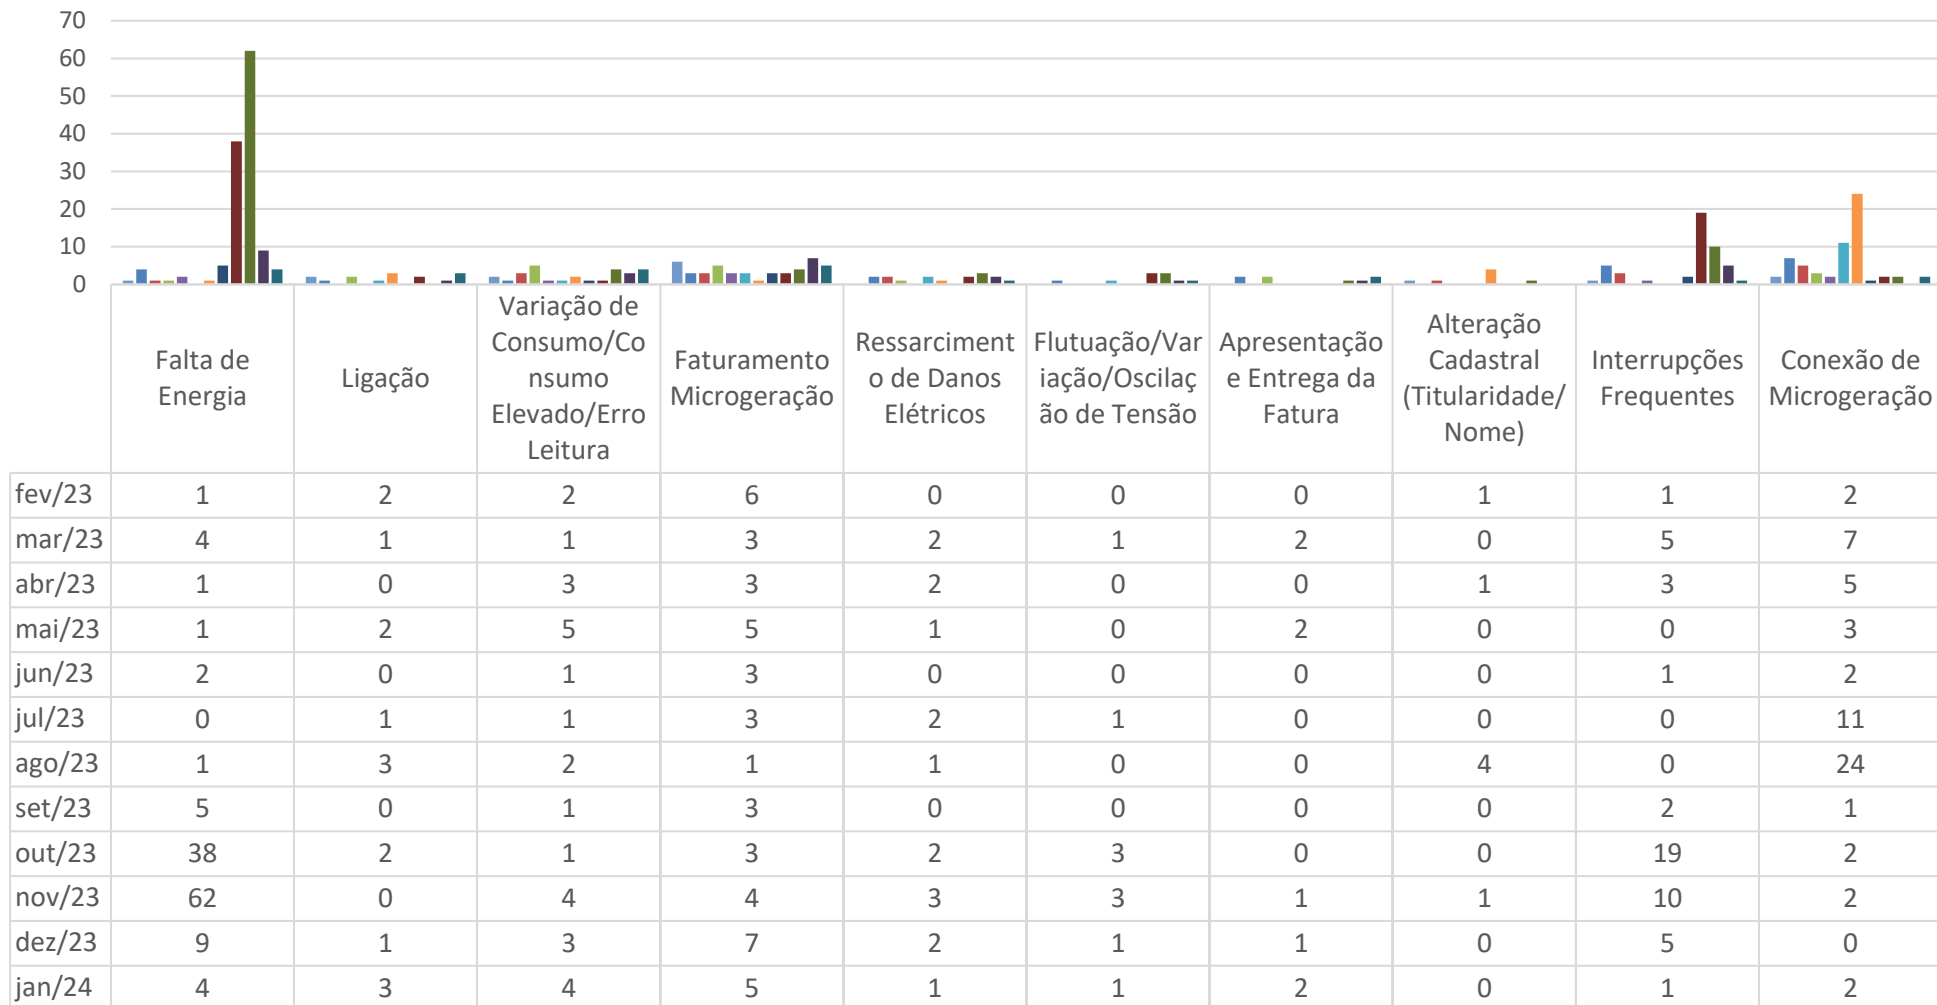 70
60
50
40
30
20
10
0
Falta de
Energia
Ligação
Variação de
Consumo/Co
nsumo
Elevado/Erro
Leitura
Faturamento
Microgeração
Ressarciment
o de Danos
Elétricos
Flutuação/Var
iação/Oscilaç
ão de Tensão
Apresentação
e Entrega da
Fatura
Alteração
Cadastral
(Titularidade/
Nome)
Interrupções
Frequentes
Conexão de
Microgeração
fev/23 1 2 2 6 0 0 0 1 1 2
mar/23 4 1 1 3 2 1 2 0 5 7
abr/23 1 0 3 3 2 0 0 1 3 5
mai/23 1 2 5 5 1 0 2 0 0 3
jun/23 2 0 1 3 0 0 0 0 1 2
jul/23 0 1 1 3 2 1 0 0 0 11
ago/23 1 3 2 1 1 0 0 4 0 24
set/23 5 0 1 3 0 0 0 0 2 1
out/23 38 2 1 3 2 3 0 0 19 2
nov/23 62 0 4 4 3 3 1 1 10 2
dez/23 9 1 3 7 2 1 1 0 5 0
jan/24 4 3 4 5 1 1 2 0 1 2